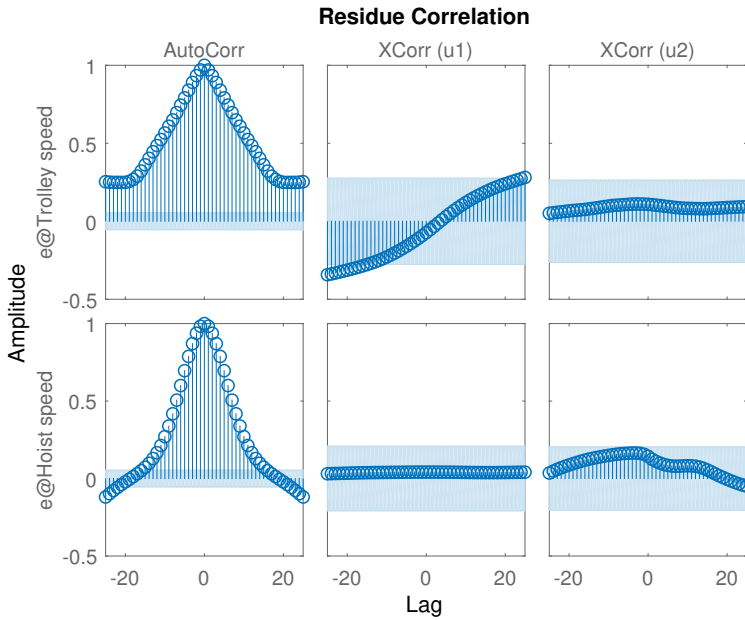 Residue Correlation
AutoCorr
XCorr (u1)
XCorr (u2)
Amplitude
e@Trolley speed
1
0.5
0
-0.5
e@Hoist speed
1
0.5
0
-0.5
-20 0 20
-20 0 20
-20 0 20
Lag